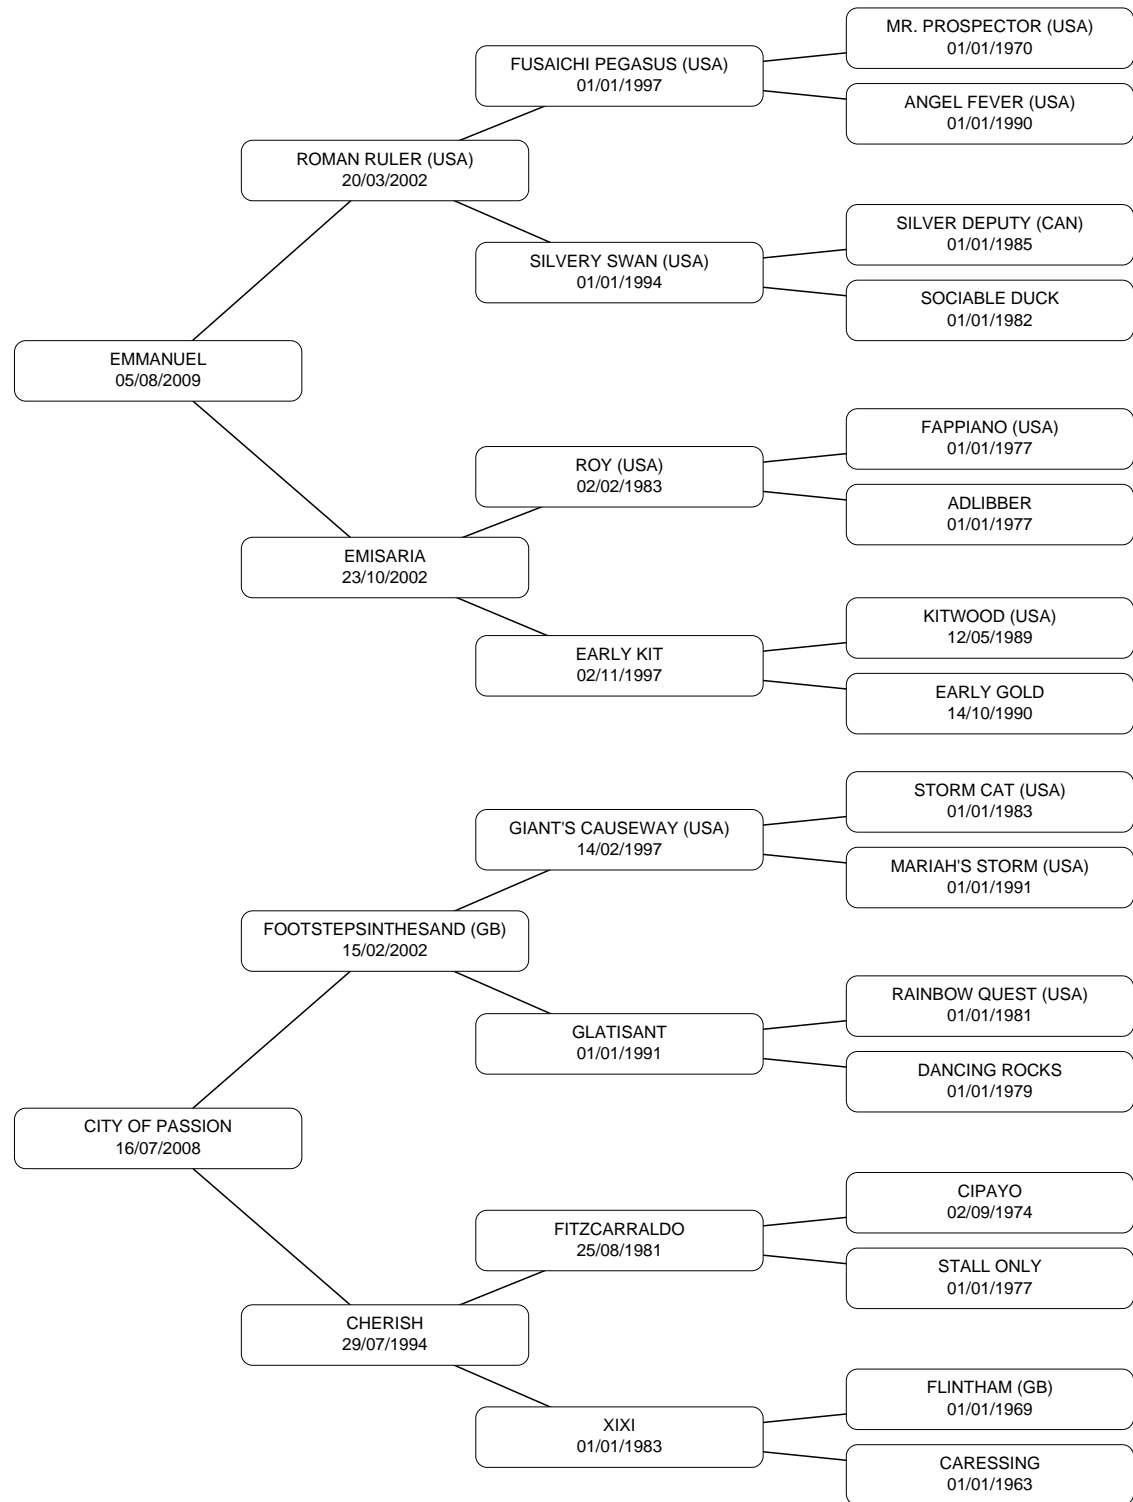 MR. PROSPECTOR (USA)
01/01/1970
FUSAICHI PEGASUS (USA)
01/01/1997
ANGEL FEVER (USA)
01/01/1990
ROMAN RULER (USA)
20/03/2002
SILVER DEPUTY (CAN)
01/01/1985
SILVERY SWAN (USA)
01/01/1994
SOCIABLE DUCK
01/01/1982
EMMANUEL
05/08/2009
FAPPIANO (USA)
01/01/1977
ROY (USA)
02/02/1983
ADLIBBER
01/01/1977
EMISARIA
23/10/2002
KITWOOD (USA)
12/05/1989
EARLY KIT
02/11/1997
EARLY GOLD
14/10/1990
STORM CAT (USA)
01/01/1983
GIANT'S CAUSEWAY (USA)
14/02/1997
MARIAH'S STORM (USA)
01/01/1991
FOOTSTEPSINTHESAND (GB)
15/02/2002
RAINBOW QUEST (USA)
01/01/1981
GLATISANT
01/01/1991
DANCING ROCKS
01/01/1979
CITY OF PASSION
16/07/2008
CIPAYO
02/09/1974
FITZCARRALDO
25/08/1981
STALL ONLY
01/01/1977
CHERISH
29/07/1994
FLINTHAM (GB)
01/01/1969
XIXI
01/01/1983
CARESSING
01/01/1963